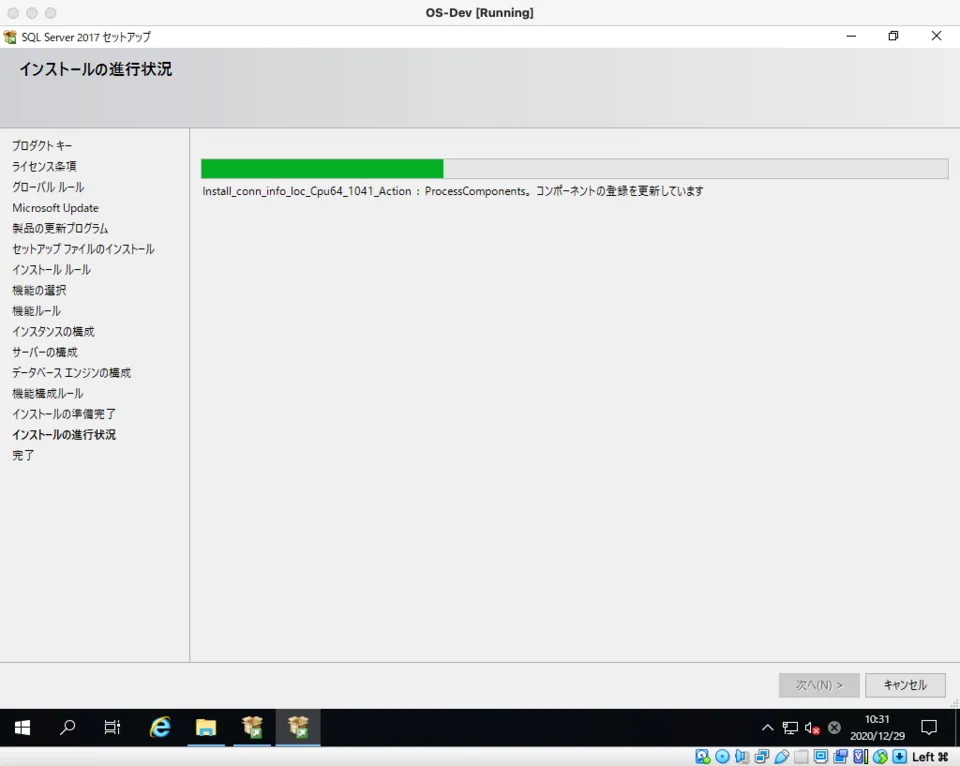 OS-Dev [Running]
SQL Server 2017 セットアップ
インストールの進行状況
プロダクト キー
ライセンス条項
グローバル ルール
Microsoft Update
製品の更新プログラム
セットアップ ファイルのインストール
インストール ルール
機能の選択
機能ルール
インスタンスの構成
サーバーの構成
データベース エンジンの構成
機能構成ルール
インストールの準備完了
インストールの進行状況
完了
Install_conn_info_loc_Cpu64_1041_Action : ProcessComponents。コンポーネントの登録を更新しています
次へ(N) >
キャンセル
10:31
2020/12/29
Left ⌘